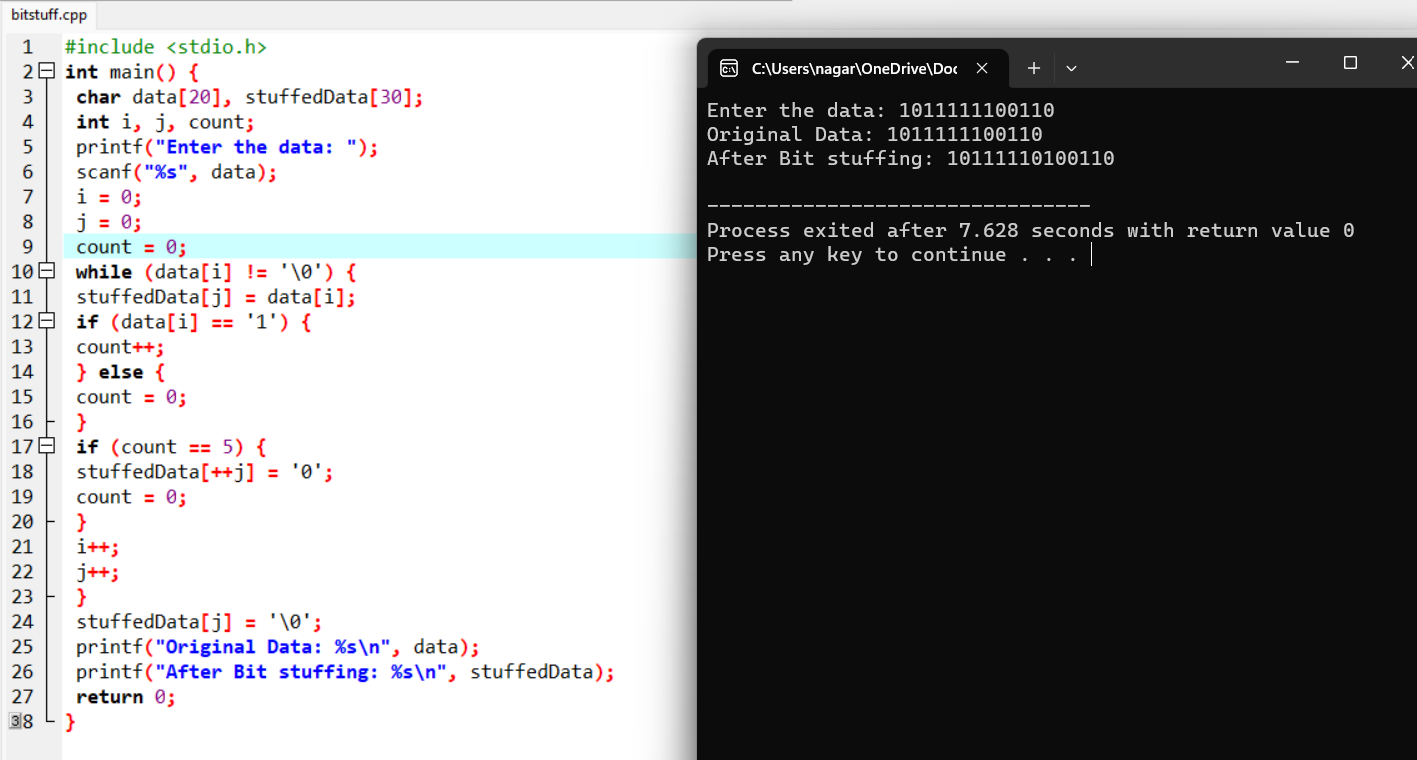 bitstuff.cpp
1 #include <stdio.h>
2 int main() {
3 char data[20], stuffedData[30];
4 int i, j, count;
5 printf("Enter the data: ");
6 scanf("%s", data);
7 i = 0;
8 j = 0;
9 count = 0;
10 while (data[i] != '\0') {
11 stuffedData[j] = data[i];
12 if (data[i] == '1') {
13 count++;
14 } else {
15 count = 0;
16 }
17 if (count == 5) {
18 stuffedData[++j] = '0';
19 count = 0;
20 }
21 i++;
22 j++;
23 }
24 stuffedData[j] = '\0';
25 printf("Original Data: %s\n", data);
26 printf("After Bit stuffing: %s\n", stuffedData);
27 return 0;
38 }
C:\Users\nagar\OneDrive\Doc
Enter the data: 1011111100110
Original Data: 1011111100110
After Bit stuffing: 10111110100110
--------------------------------
Process exited after 7.628 seconds with return value 0
Press any key to continue . . .